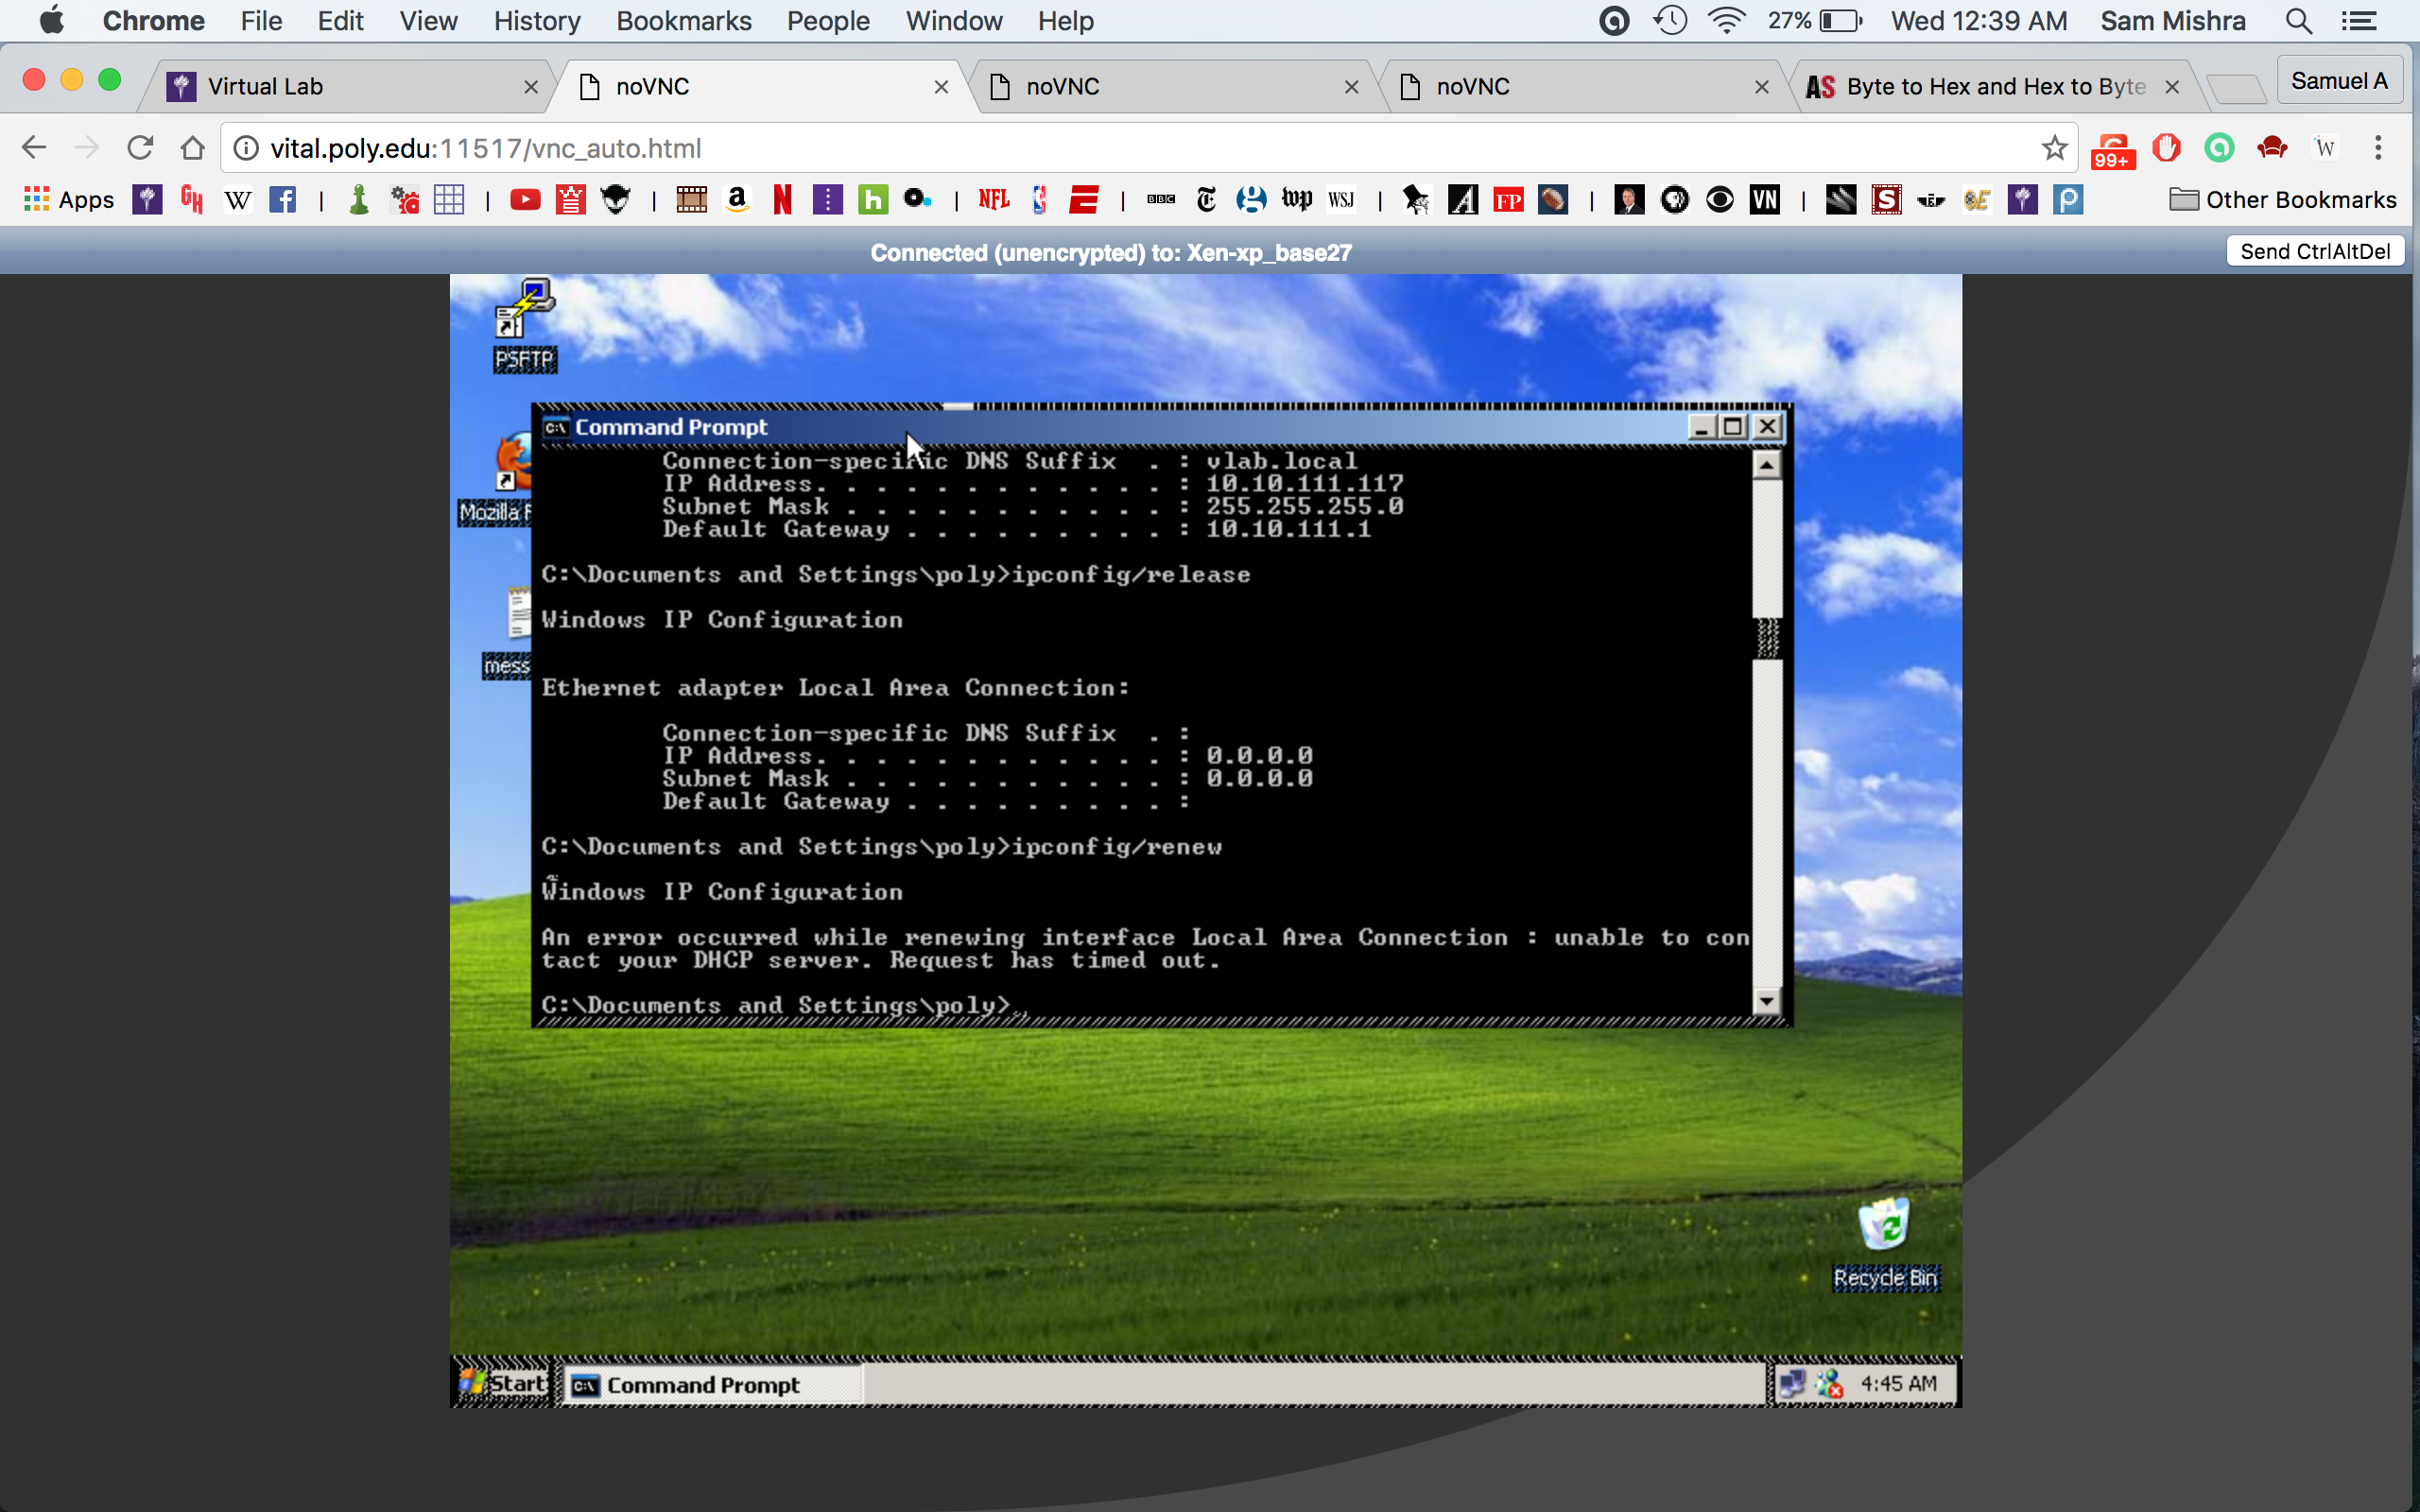 Chrome File Edit View History Bookmarks People Window Help 27% Wed 12:39 AM Sam Mishra
Virtual Lab noVNC noVNC noVNC AS Byte to Hex and Hex to Byte Samuel A
vital.poly.edu:11517/vnc_auto.html 99+ W
Apps GH W NFL BBC wp WSJ A FP VN S E P Other Bookmarks
Connected (unencrypted) to: Xen-xp_base27 Send CtrlAltDel
PSFTP
Mozilla F
mess
Command Prompt
Connection-specific DNS Suffix . : vlab.local
IP Address. . . . . . . . . . . . : 10.10.111.117
Subnet Mask . . . . . . . . . . . : 255.255.255.0
Default Gateway . . . . . . . . . : 10.10.111.1
C:\Documents and Settings\poly>ipconfig/release
Windows IP Configuration
Ethernet adapter Local Area Connection:
Connection-specific DNS Suffix . :
IP Address. . . . . . . . . . . . : 0.0.0.0
Subnet Mask . . . . . . . . . . . : 0.0.0.0
Default Gateway . . . . . . . . . :
C:\Documents and Settings\poly>ipconfig/renew
Windows IP Configuration
An error occurred while renewing interface Local Area Connection : unable to con
tact your DHCP server. Request has timed out.
C:\Documents and Settings\poly>
Recycle Bin
Start Command Prompt 4:45 AM